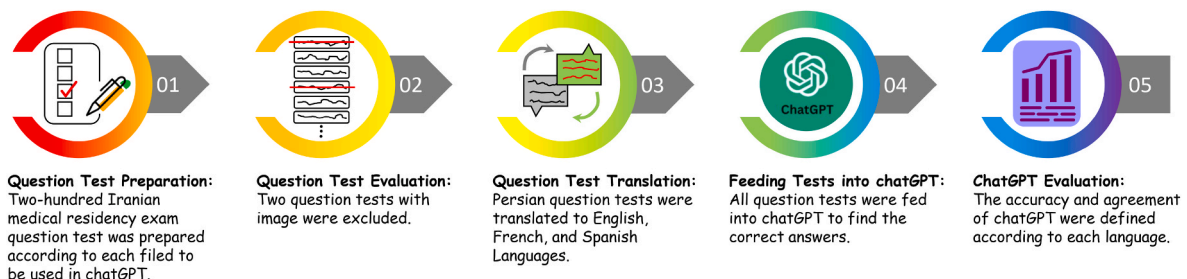 01
02
03
04
05
ChatGPT
Question Test Preparation:
Two-hundred Iranian
medical residency exam
question test was prepared
according to each filed to
be used in chatGPT.
Question Test Evaluation:
Two question tests with
image were excluded.
Question Test Translation:
Persian question tests were
translated to English,
French, and Spanish
Languages.
Feeding Tests into chatGPT:
All question tests were fed
into chatGPT to find the
correct answers.
ChatGPT Evaluation:
The accuracy and agreement
of chatGPT were defined
according to each language.